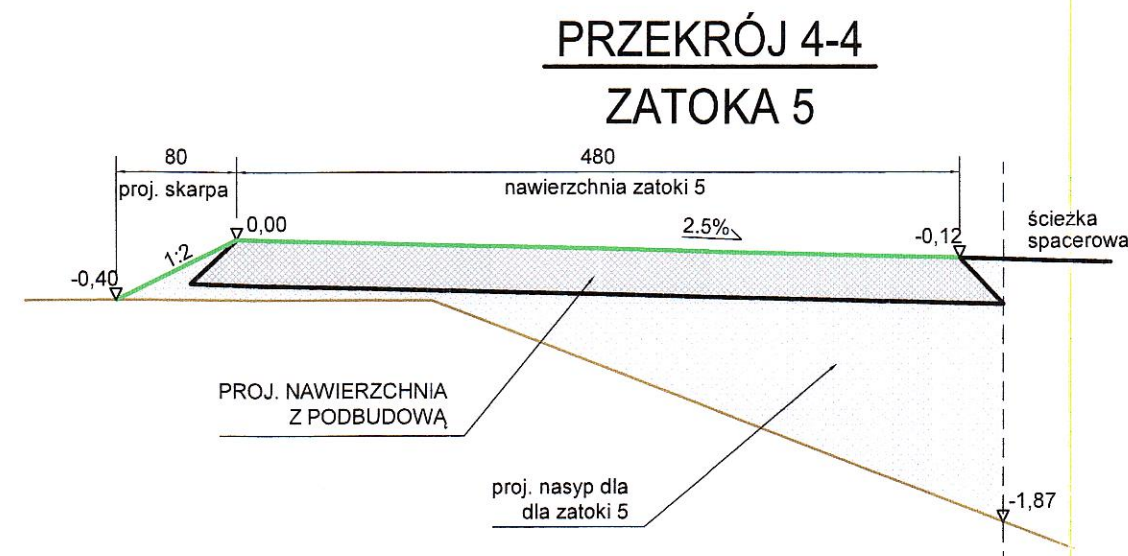 PRZEKRÓJ 4-4
ZATOKA 5
80
480
proj. skarpa
nawierzchnia zatoki 5
0,00
2.5%
-0,12
ścieżka
spacerowa
-0,40
1:2
PROJ. NAWIERZCHNIA
Z PODBUDOWĄ
proj. nasyp dla
dla zatoki 5
-1,87